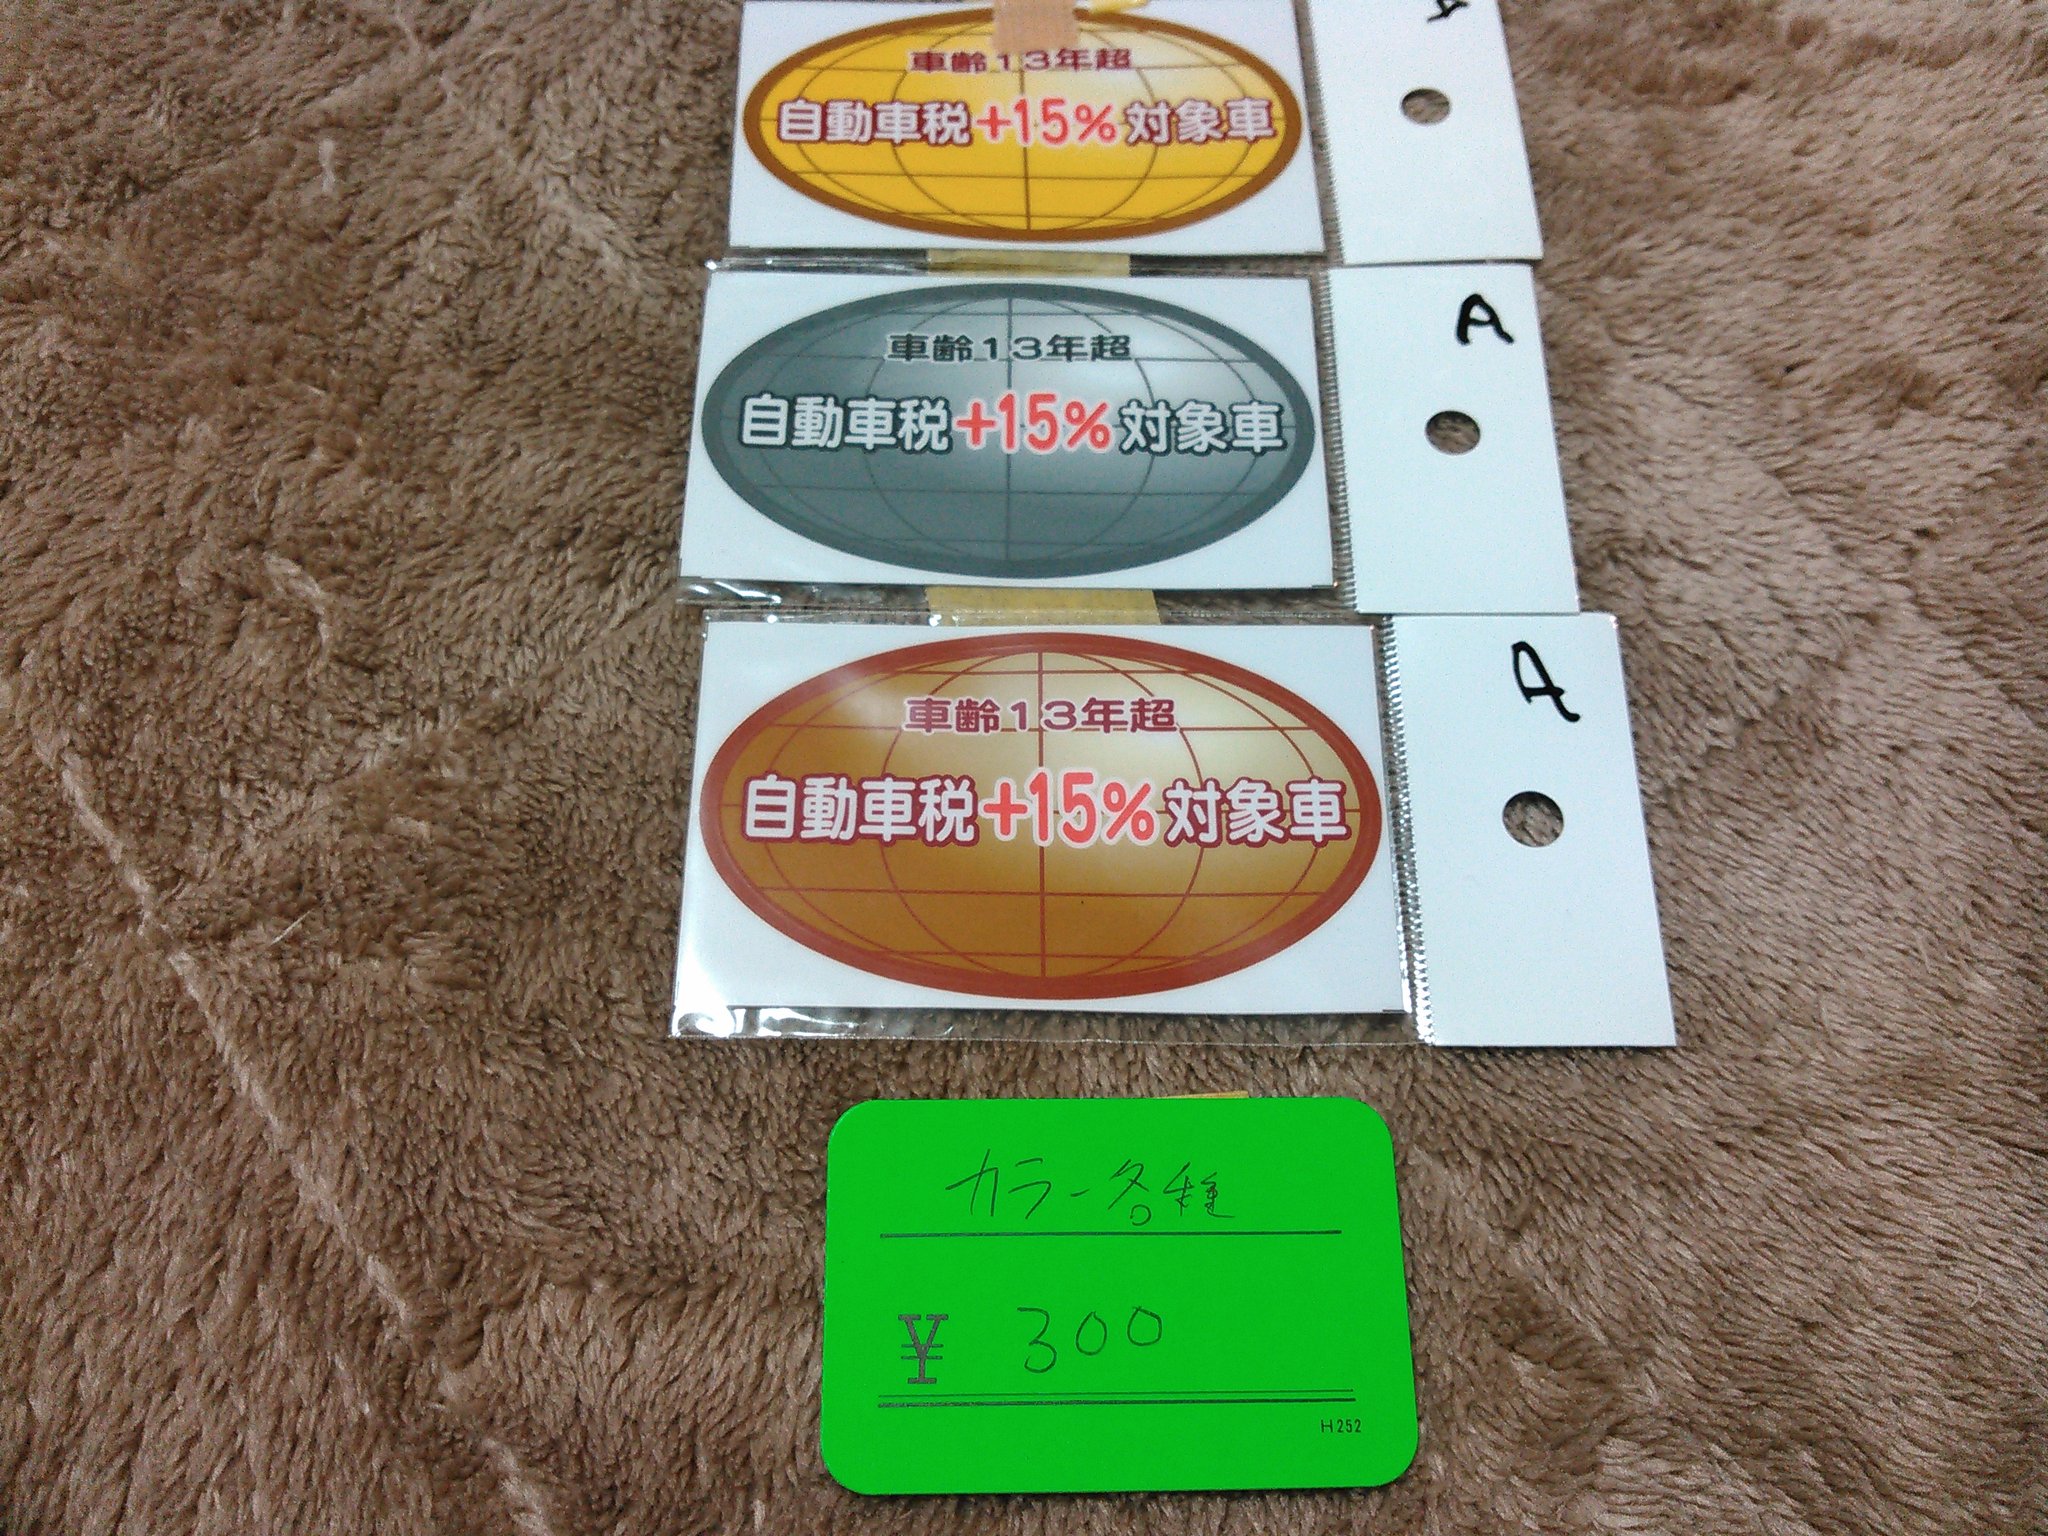 車齢13年超
自動車税+15%対象車
A
車齢13年超
自動車税+15%対象車
A
車齢13年超
自動車税+15%対象車
A
カラー各種
¥ 300
H252